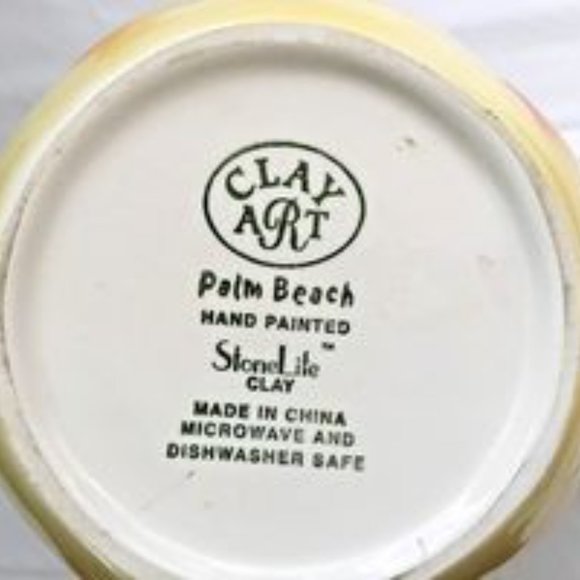 CLAY
ART
Palm Beach
HAND PAINTED
StoneLite™
CLAY
MADE IN CHINA
MICROWAVE AND
DISHWASHER SAFE